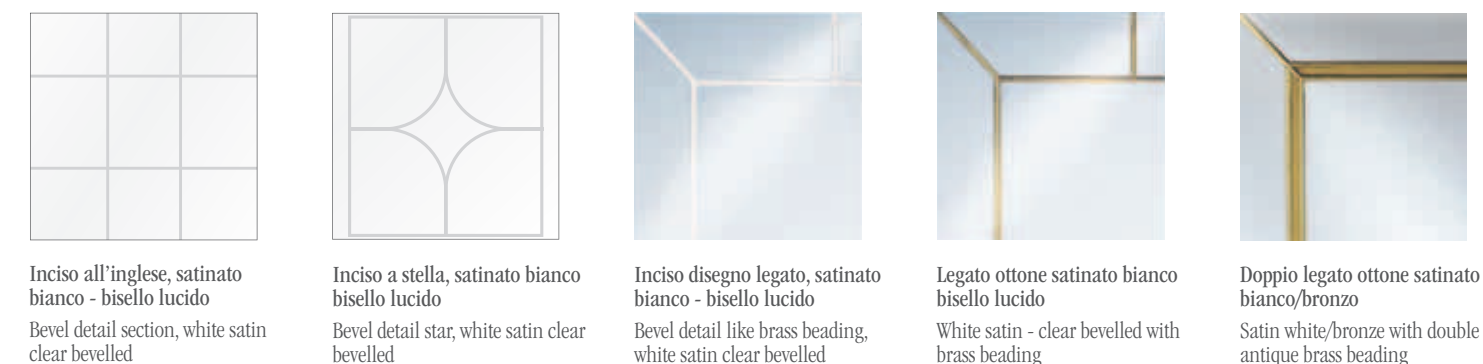 Inciso all’inglese, satinato
bianco - bisello lucido
Bevel detail section, white satin
clear bevelled
Inciso a stella, satinato bianco
bisello lucido
Bevel detail star, white satin clear
bevelled
Inciso disegno legato, satinato
bianco - bisello lucido
Bevel detail like brass beading,
white satin clear bevelled
Legato ottone satinato bianco
bisello lucido
White satin - clear bevelled with
brass beading
Doppio legato ottone satinato
bianco/bronzo
Satin white/bronze with double
antique brass beading